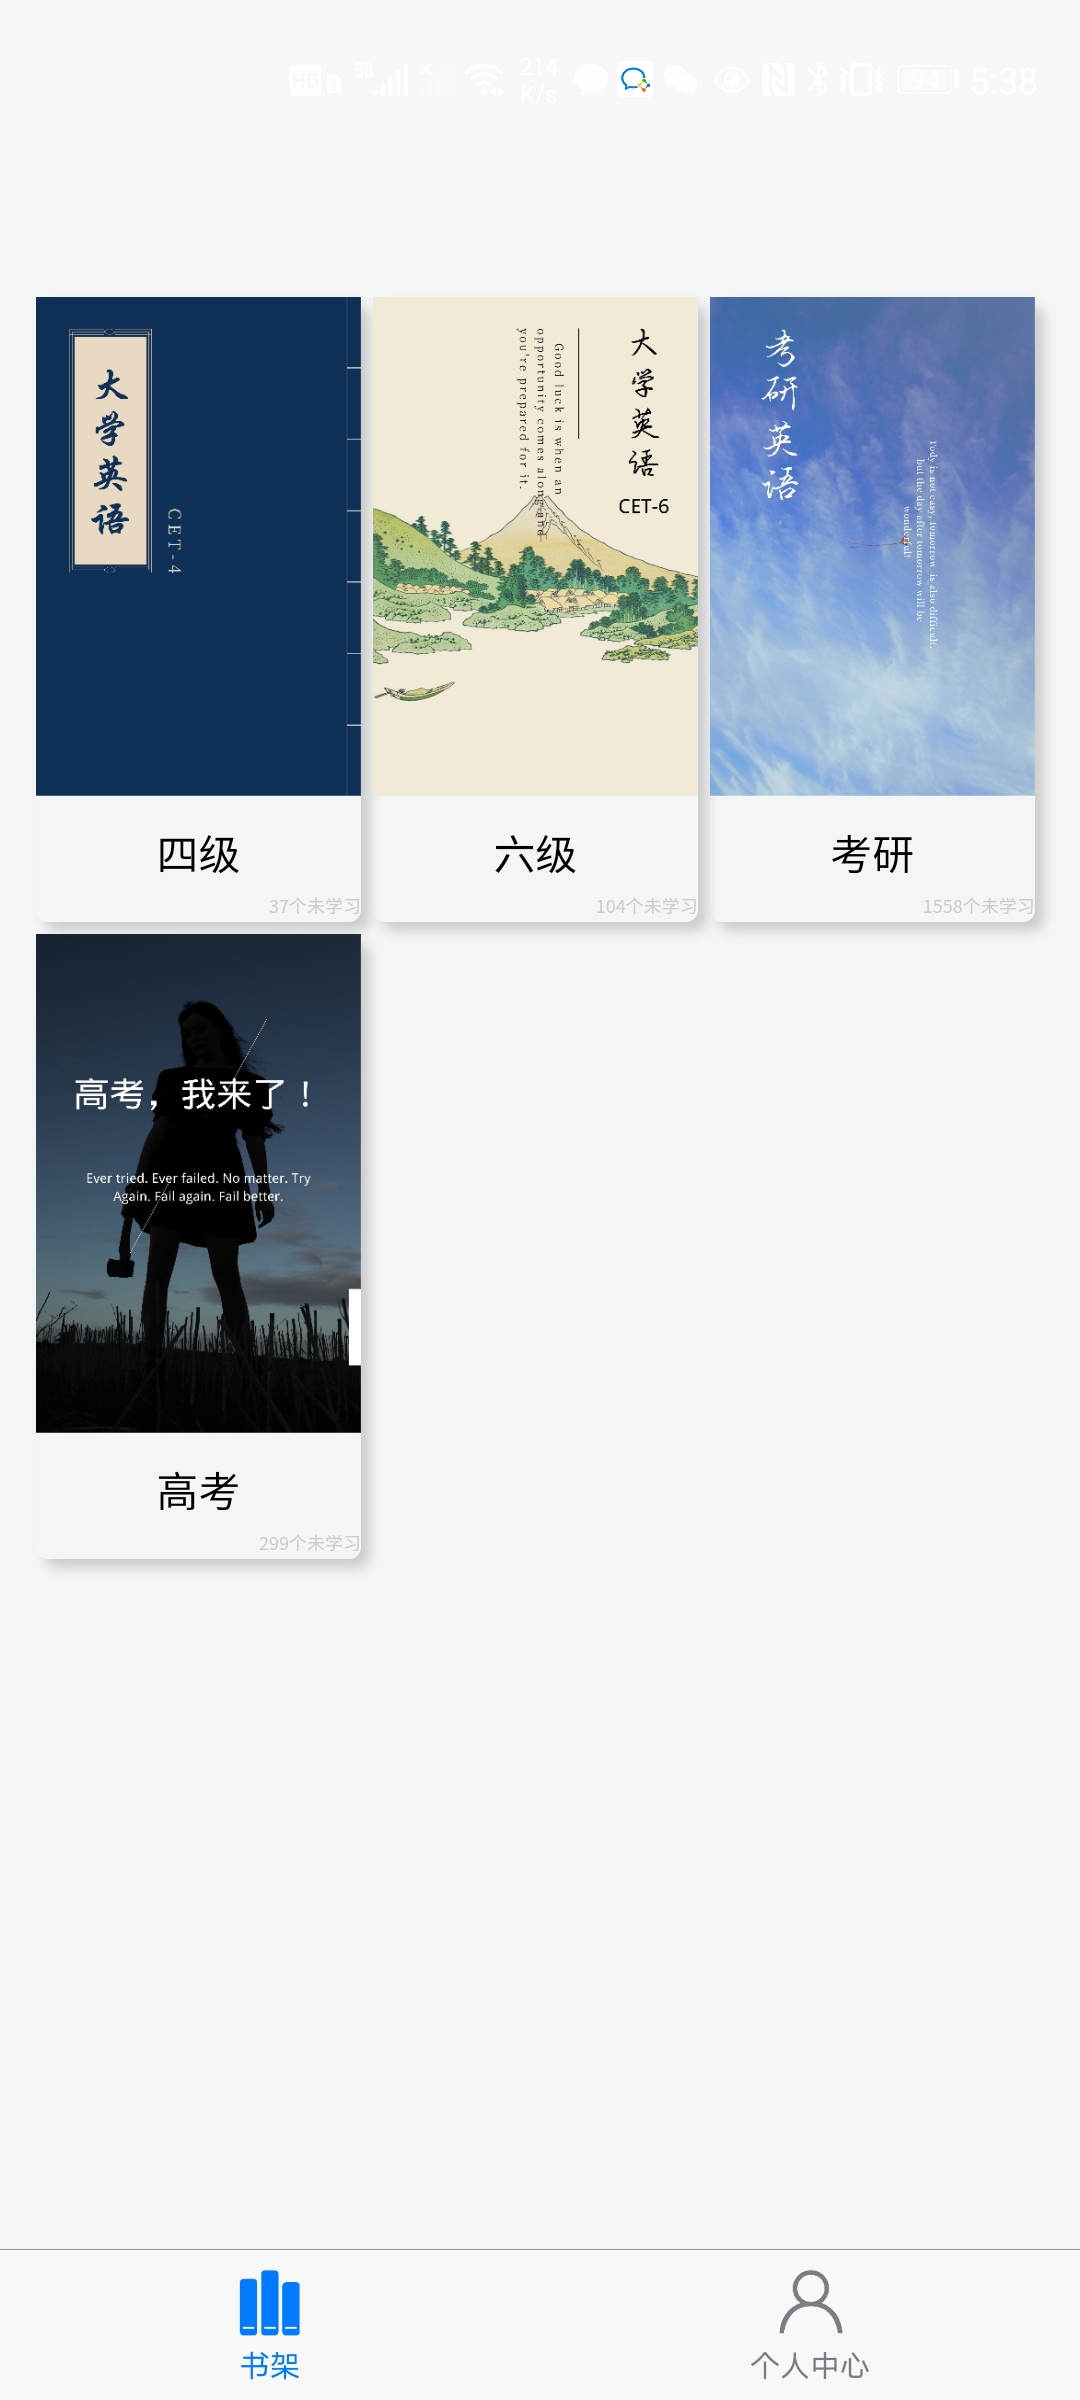 HD 1 5G 214 K/s 94 5:38
大学英语
CET-4
大学英语
CET-6
Good luck is when an
opportunity comes along and
you're prepared for it.
考研英语
Tody is not easy, tomorrow is also difficult,
but the day after tomorrow will be
wonderful!
四级
37个未学习
六级
104个未学习
考研
1558个未学习
高考，我来了！
Ever tried. Ever failed. No matter. Try
Again. Fail again. Fail better.
高考
299个未学习
书架
个人中心